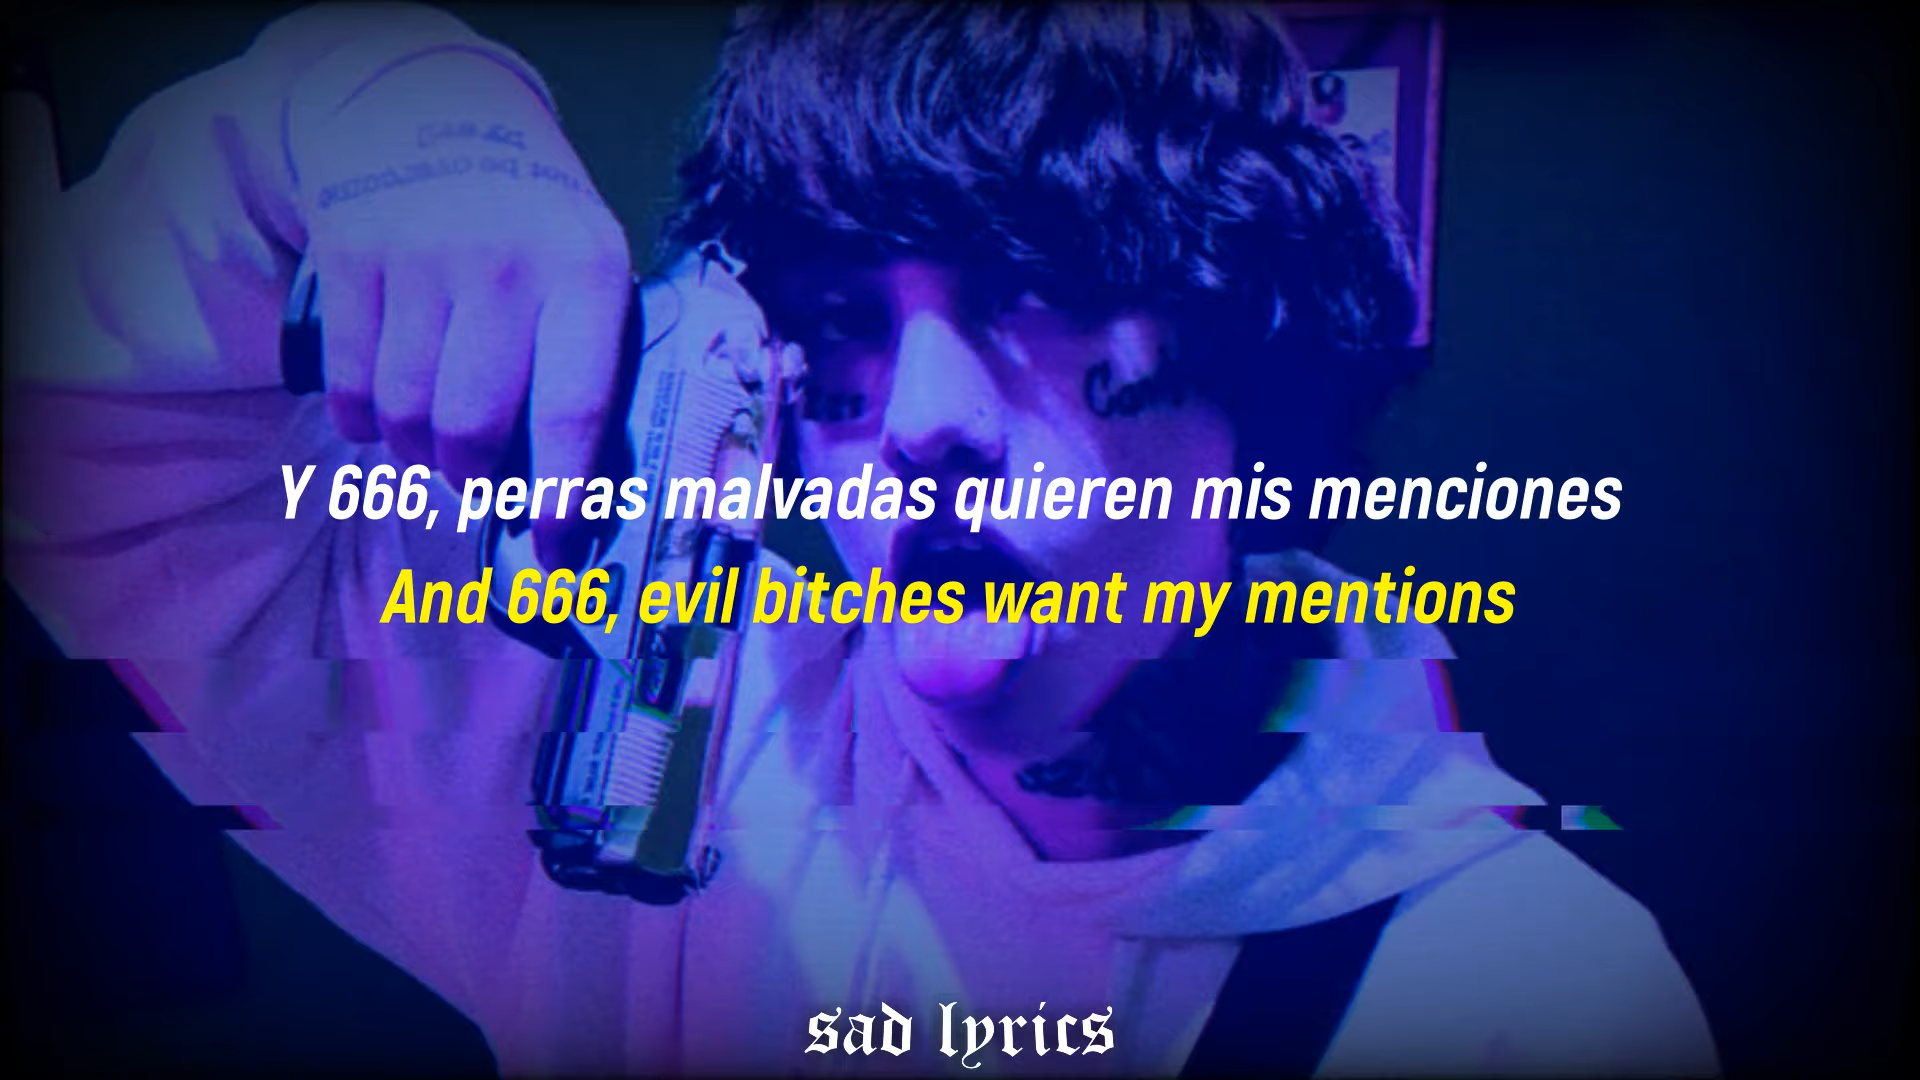 Y 666, perras malvadas quieren mis menciones
And 666, evil bitches want my mentions
sad lyrics